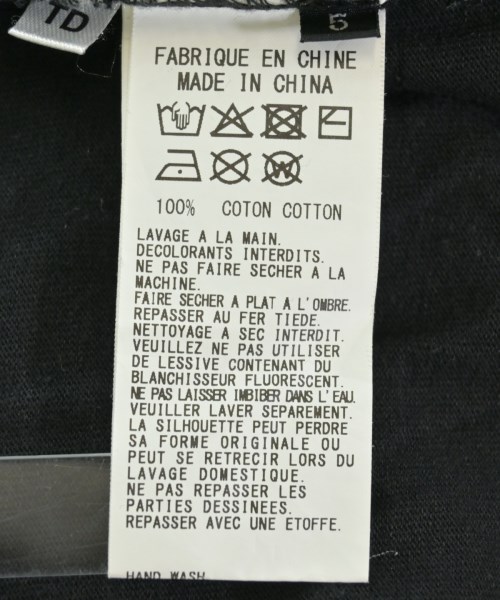 TD
5
FABRIQUE EN CHINE
MADE IN CHINA
W
100% COTON COTTON
LAVAGE A LA MAIN.
DECOLORANTS INTERDITS.
NE PAS FAIRE SECHER A LA
MACHINE.
FAIRE SECHER A PLAT A L'OMBRE.
REPASSER AU FER TIEDE.
NETTOYAGE A SEC INTERDIT.
VEUILLEZ NE PAS UTILISER
DE LESSIVE CONTENANT DU
BLANCHISSEUR FLUORESCENT.
NE PAS LAISSER IMBIBER DANS L'EAU.
VEUILLER LAVER SEPAREMENT.
LA SILHOUETTE PEUT PERDRE
SA FORME ORIGINALE OU
PEUT SE RETRECIR LORS DU
LAVAGE DOMESTIQUE.
NE PAS REPASSER LES
PARTIES DESSINEES.
REPASSER AVEC UNE ETOFFE.
HAND WASH